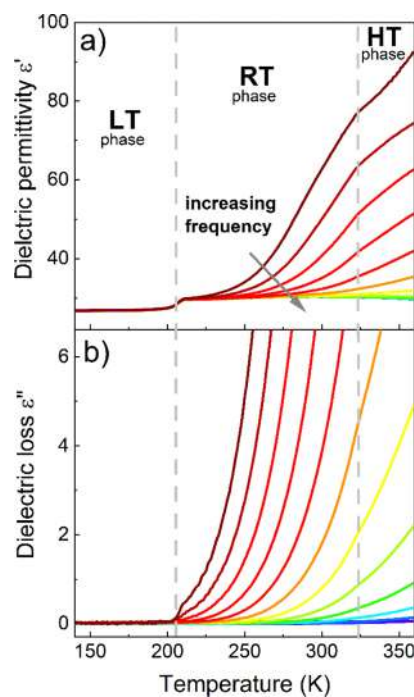 100
a)
HT
phase
RT
phase
LT
phase
80
60
40
increasing
frequency
Dielctric permittivity ε'
b)
6
4
2
0
Dielectric loss ε"
150 200 250 300 350
Temperature (K)